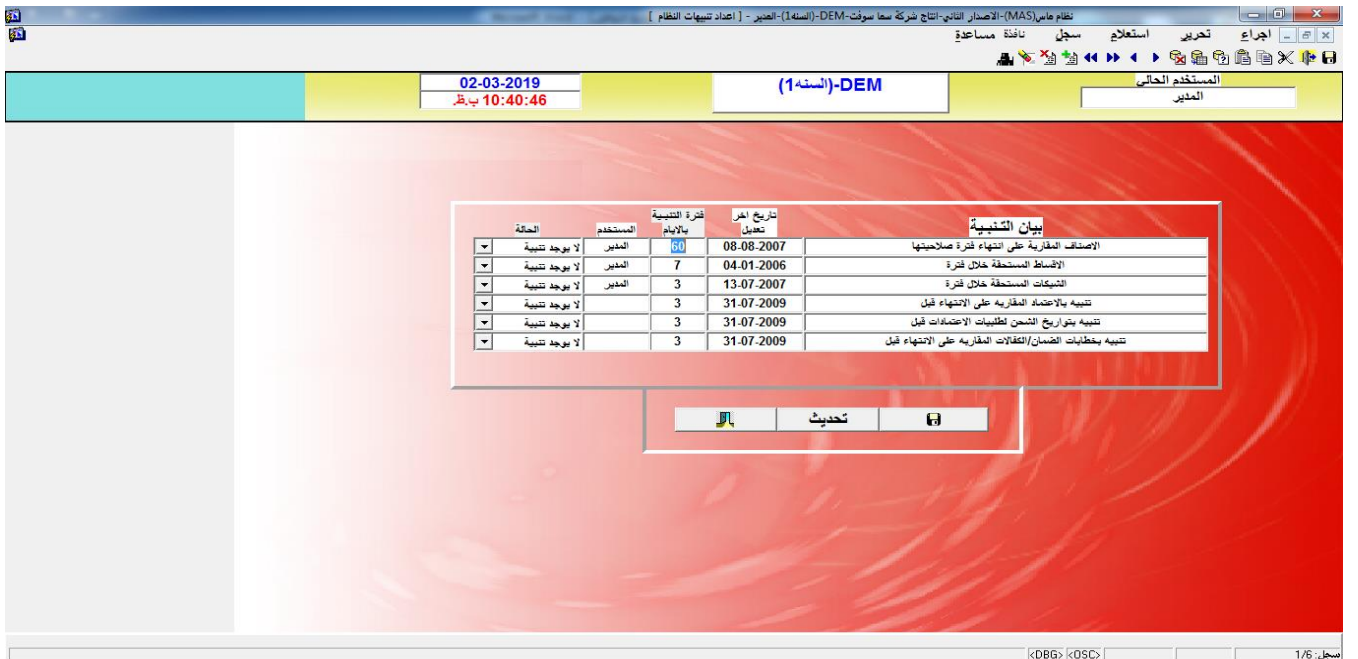 نظام ماس(MAS)-الاصدار الثاني-انتاج شركة سما سوفت-DEM-(السنه1)-المدير - [ اعداد تنبيهات النظام ]
اجراء تحرير استعلام سجل نافذة مساعدة
المستخدم الحالى
المدير
DEM-(السنه1)
02-03-2019
10:40:46 ب.ظ.
بيان التنبية تاريخ اخر تعديل فترة التنبية بالايام المستخدم الحالة
الاصناف المقاربة على انتهاء فترة صلاحيتها 08-08-2007 60 المدير لا يوجد تنبية
الاقساط المستحقة خلال فترة 04-01-2006 7 المدير لا يوجد تنبية
الشيكات المستحقة خلال فترة 13-07-2007 3 المدير لا يوجد تنبية
تنبيه بالاعتماد المقاربه على الانتهاء قبل 31-07-2009 3 لا يوجد تنبية
تنبيه بتواريخ الشحن لطلبيات الاعتمادات قبل 31-07-2009 3 لا يوجد تنبية
تنبيه بخطابات الضمان/الكفالات المقاربه على الانتهاء قبل 31-07-2009 3 لا يوجد تنبية
تحديث
سجل: 1/6 <OSC> <DBG>